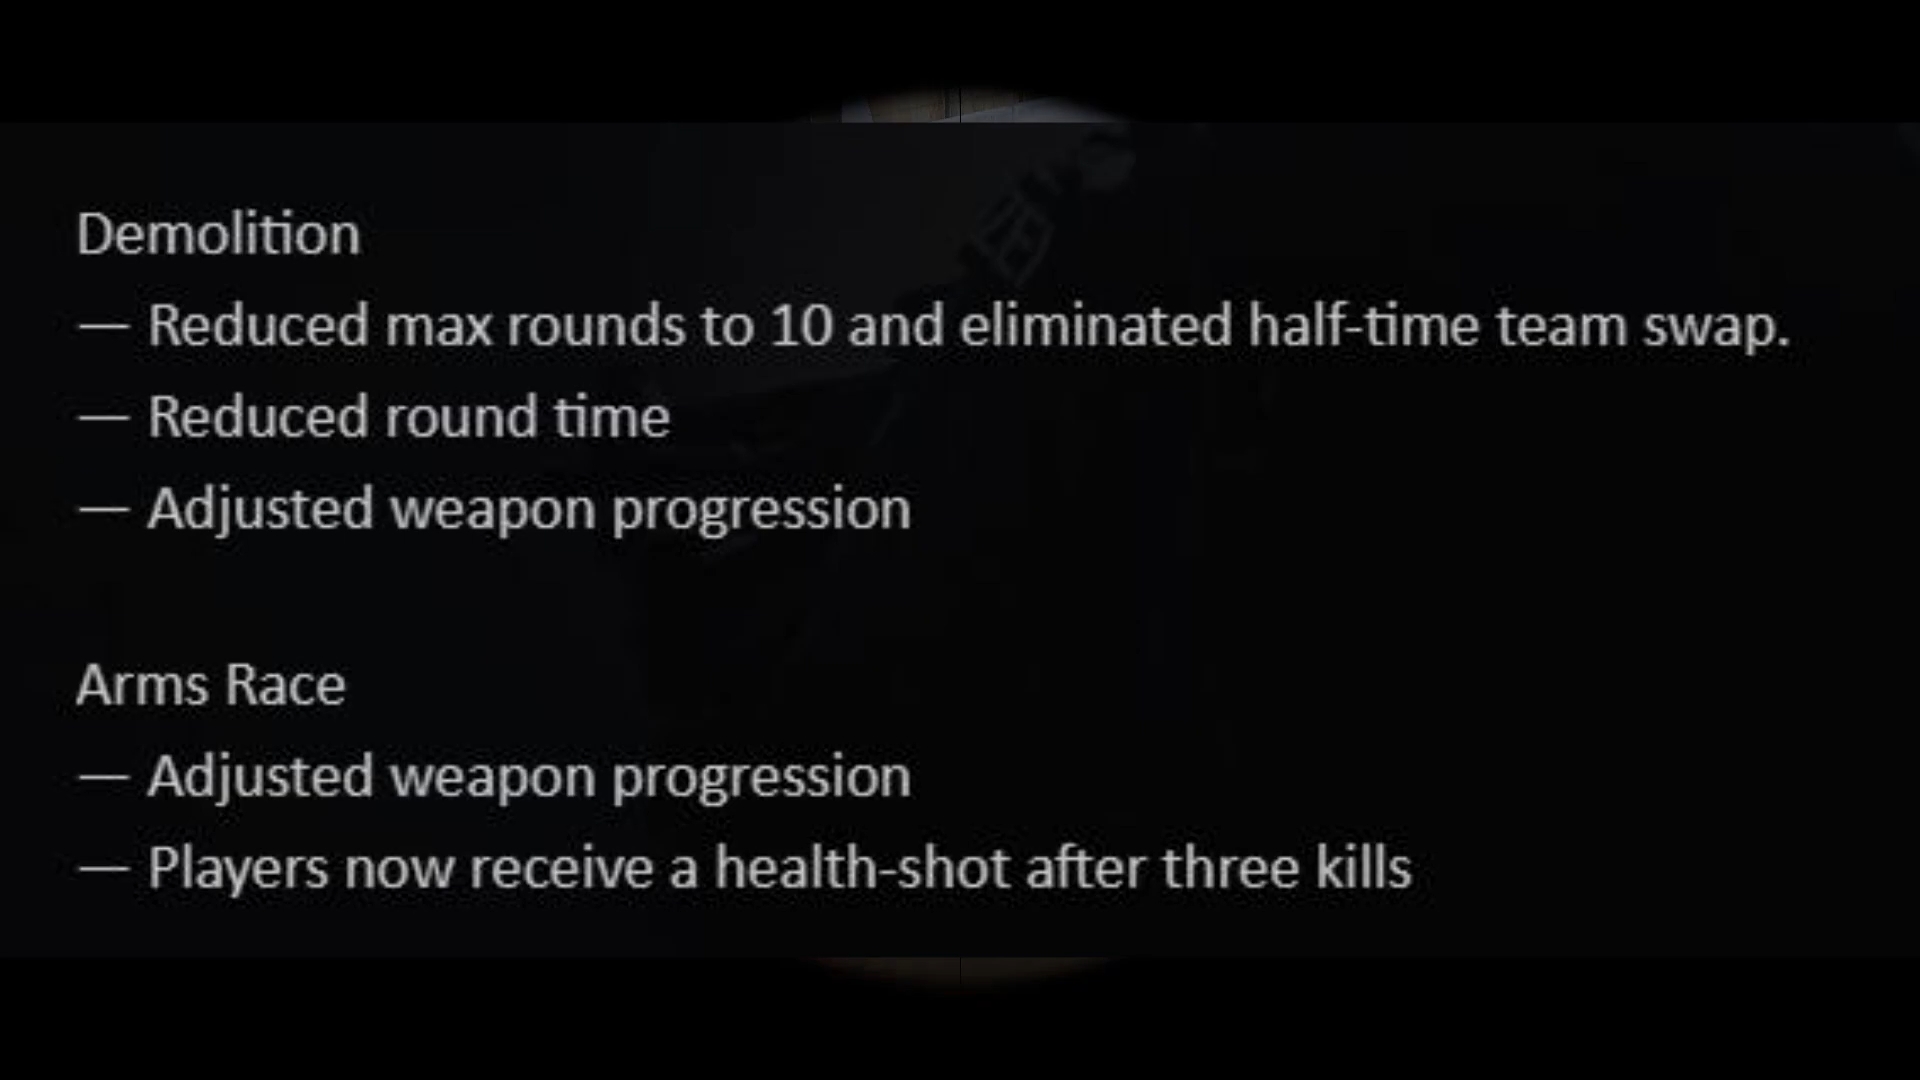 Demolition
— Reduced max rounds to 10 and eliminated half-time team swap.
— Reduced round time
— Adjusted weapon progression
Arms Race
— Adjusted weapon progression
— Players now receive a health-shot after three kills